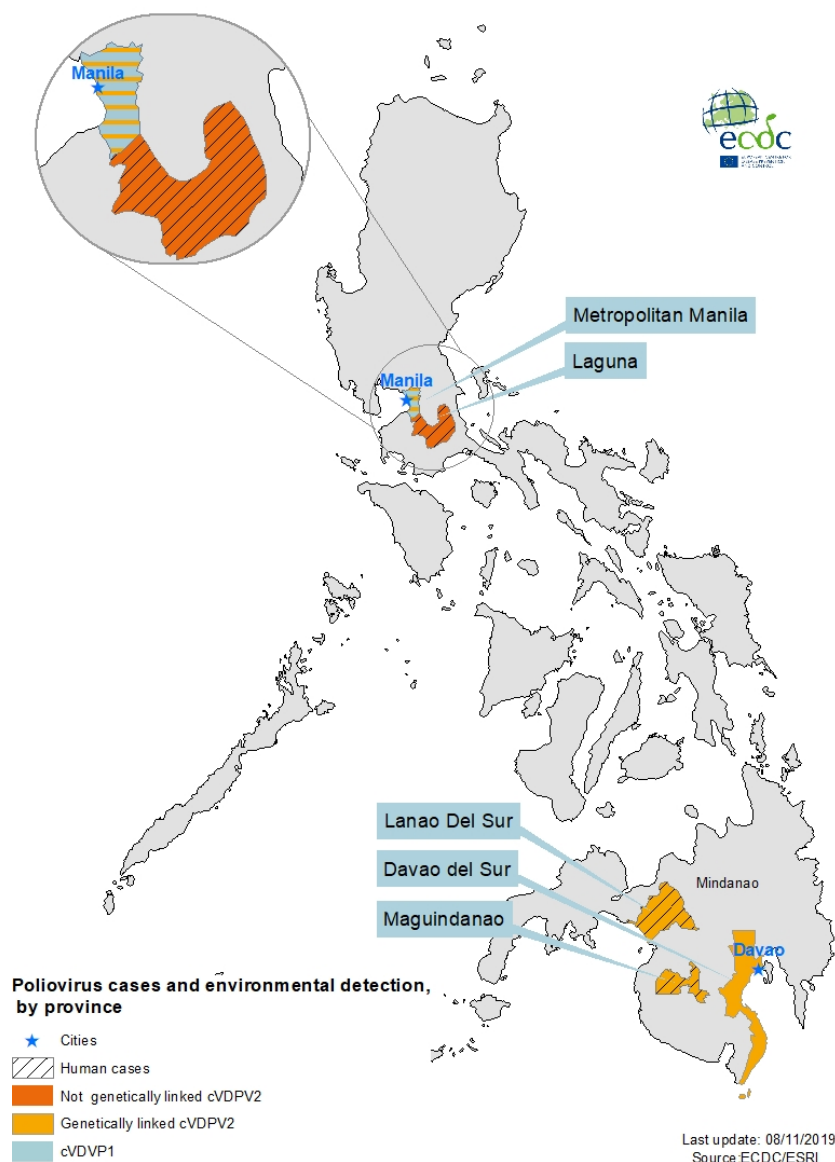 Manila
ecdc
Metropolitan Manila
Laguna
Manila
Lanao Del Sur
Davao del Sur
Maguindanao
Mindanao
Davao
Poliovirus cases and environmental detection,
by province
Cities
Human cases
Not genetically linked cVDPV2
Genetically linked cVDPV2
cVDVP1
Last update: 08/11/2019
Source:ECDC/ESRI